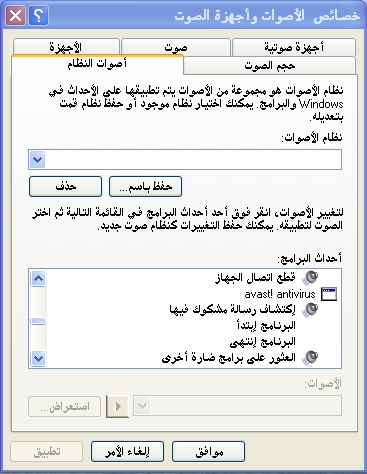 خصائص الأصوات وأجهزة الصوت
أجهزة صوتية
صوت
الأجهزة
حجم الصوت
أصوات النظام
نظام الأصوات هو مجموعة من الأصوات يتم تطبيقها على الأحداث في
Windows والبرامج. يمكنك اختيار نظام موجود أو حفظ نظام قمت
بتعديله.
نظام الأصوات:
حفظ باسم...
حذف
لتغيير الأصوات، انقر فوق أحد أحداث البرامج في القائمة التالية ثم اختر
الصوت لتطبيقه. يمكنك حفظ التغييرات كنظام صوت جديد.
أحداث البرامج:
قطع اتصال الجهاز
avast! antivirus
إكتشاف رسالة مشكوك فيها
البرنامج إبتدأ
البرنامج إنتهى
العثور على برامج ضارة أخرى
الأصوات:
استعراض...
موافق
إلغاء الأمر
تطبيق